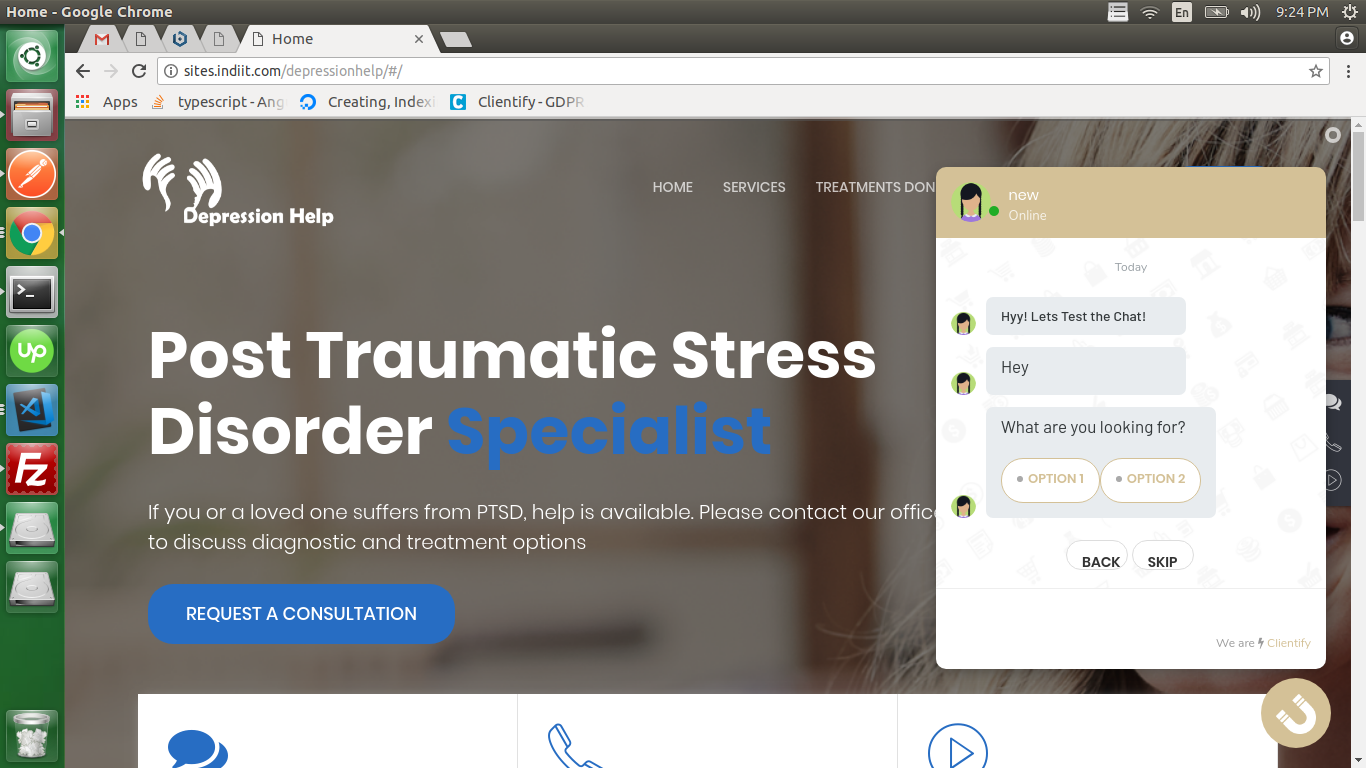 Home - Google Chrome
En
9:24 PM
Home
sites.indiit.com/depressionhelp/#/
Apps
typescript - Ang
Creating, Indexi
Clientify - GDPR
Depression Help
HOME
SERVICES
TREATMENTS DON
Post Traumatic Stress
Disorder Specialist
If you or a loved one suffers from PTSD, help is available. Please contact our office
to discuss diagnostic and treatment options
REQUEST A CONSULTATION
new
Online
Today
Hyy! Lets Test the Chat!
Hey
What are you looking for?
OPTION 1
OPTION 2
BACK
SKIP
We are Clientify
>_
Up
Fz